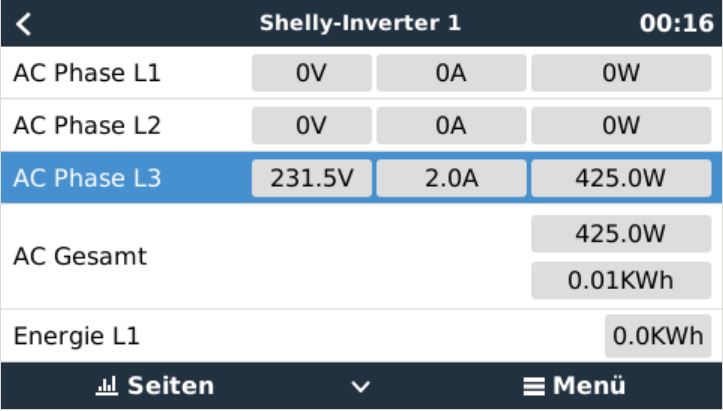 Shelly-Inverter 1 00:16
AC Phase L1 0V 0A 0W
AC Phase L2 0V 0A 0W
AC Phase L3 231.5V 2.0A 425.0W
AC Gesamt 425.0W
0.01KWh
Energie L1 0.0KWh
Seiten Menü